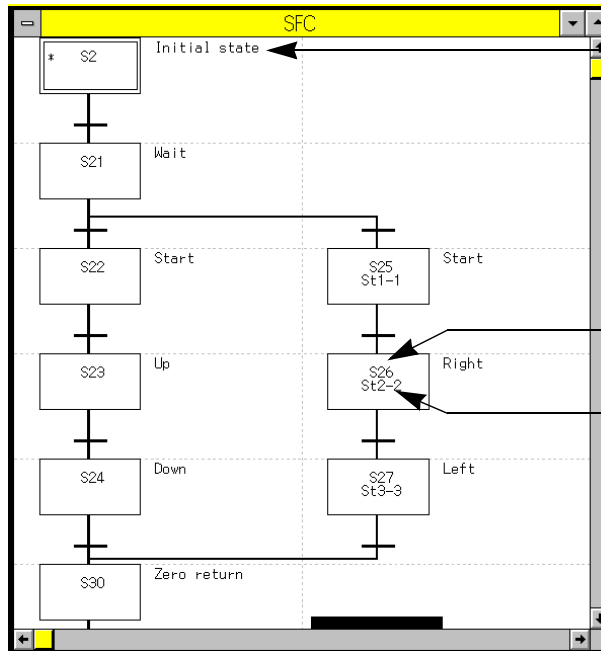 SFC
* S2 Initial state
S21 Wait
S22 Start
S25 Start
St1-1
S23 Up
S26 Right
St2-2
S24 Down
S27 Left
St3-3
S30 Zero return